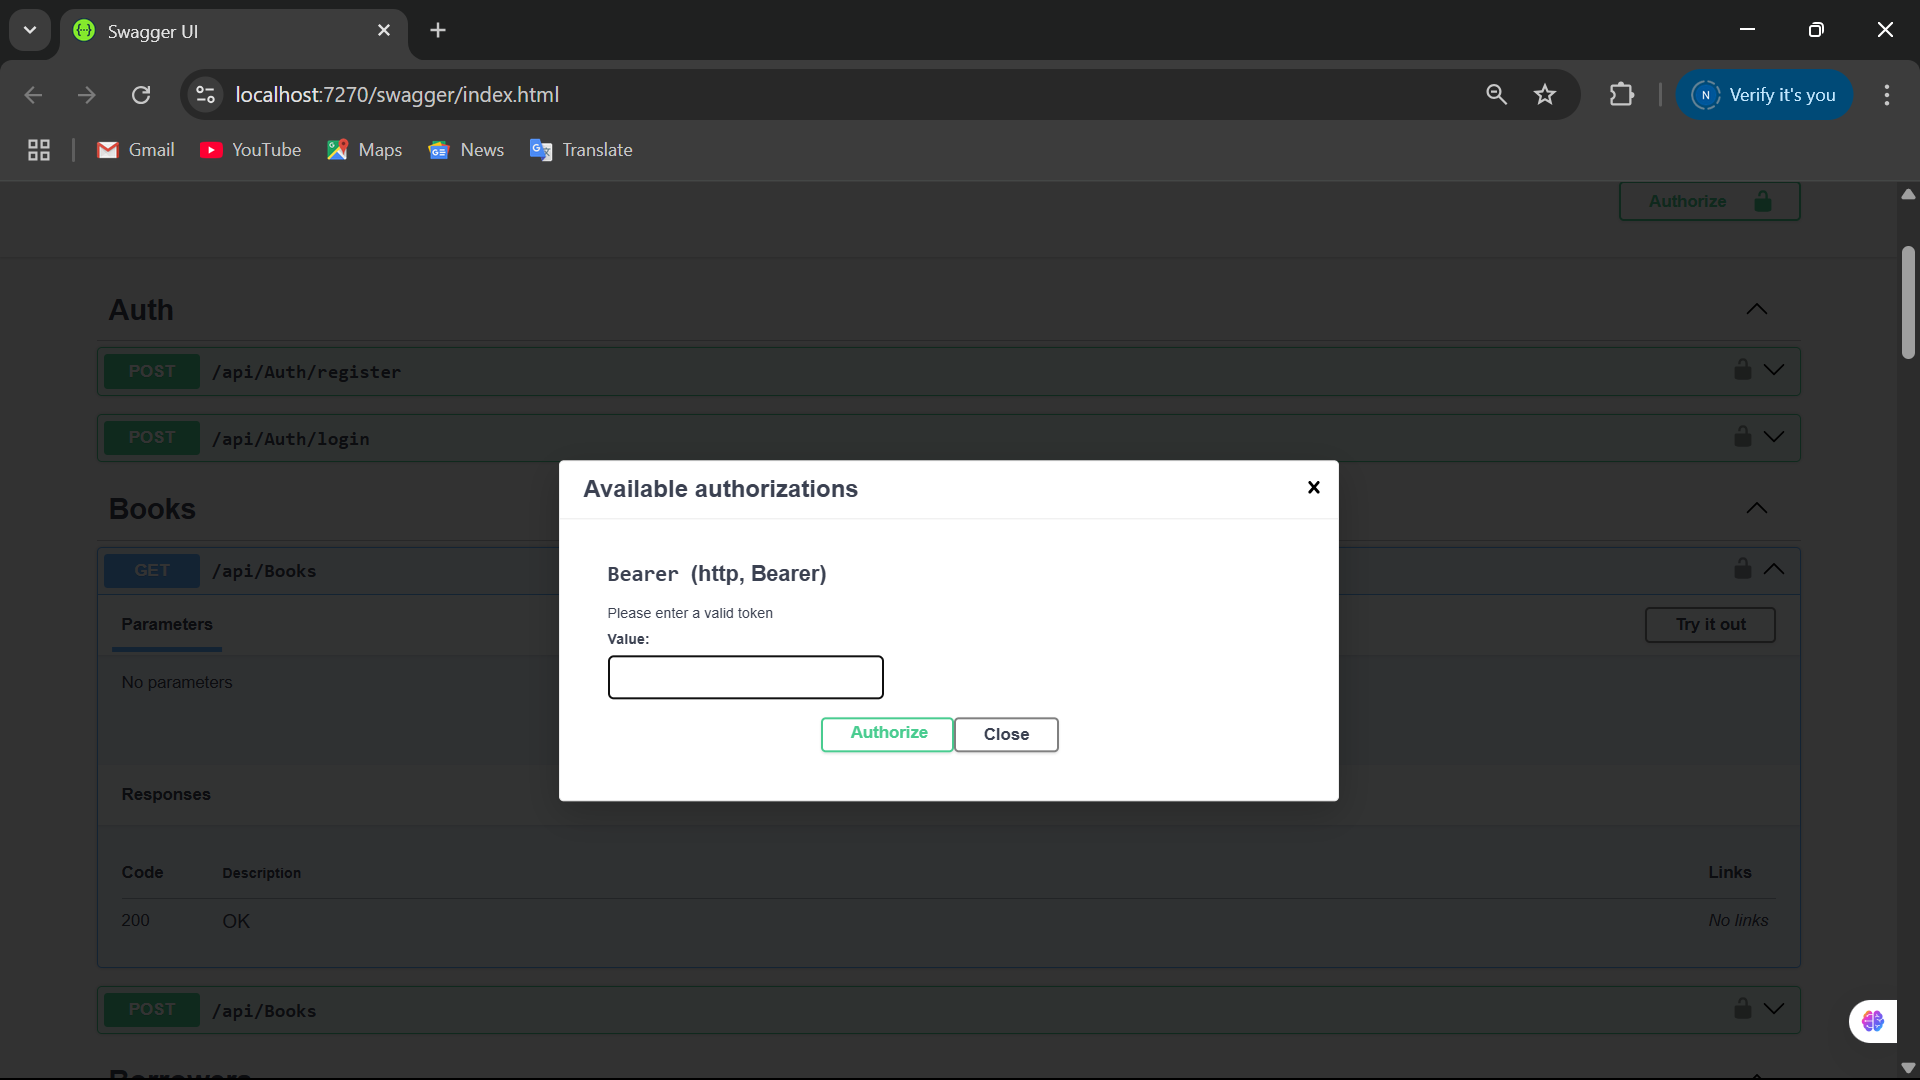 Swagger UI
localhost:7270/swagger/index.html
N Verify it's you
Gmail YouTube Maps News Translate
Authorize
Auth
POST /api/Auth/register
POST /api/Auth/login
Available authorizations
Books
GET /api/Books
Bearer (http, Bearer)
Please enter a valid token
Parameters
Try it out
Value:
No parameters
Authorize Close
Responses
Code Description Links
200 OK No links
POST /api/Books
Borrowers